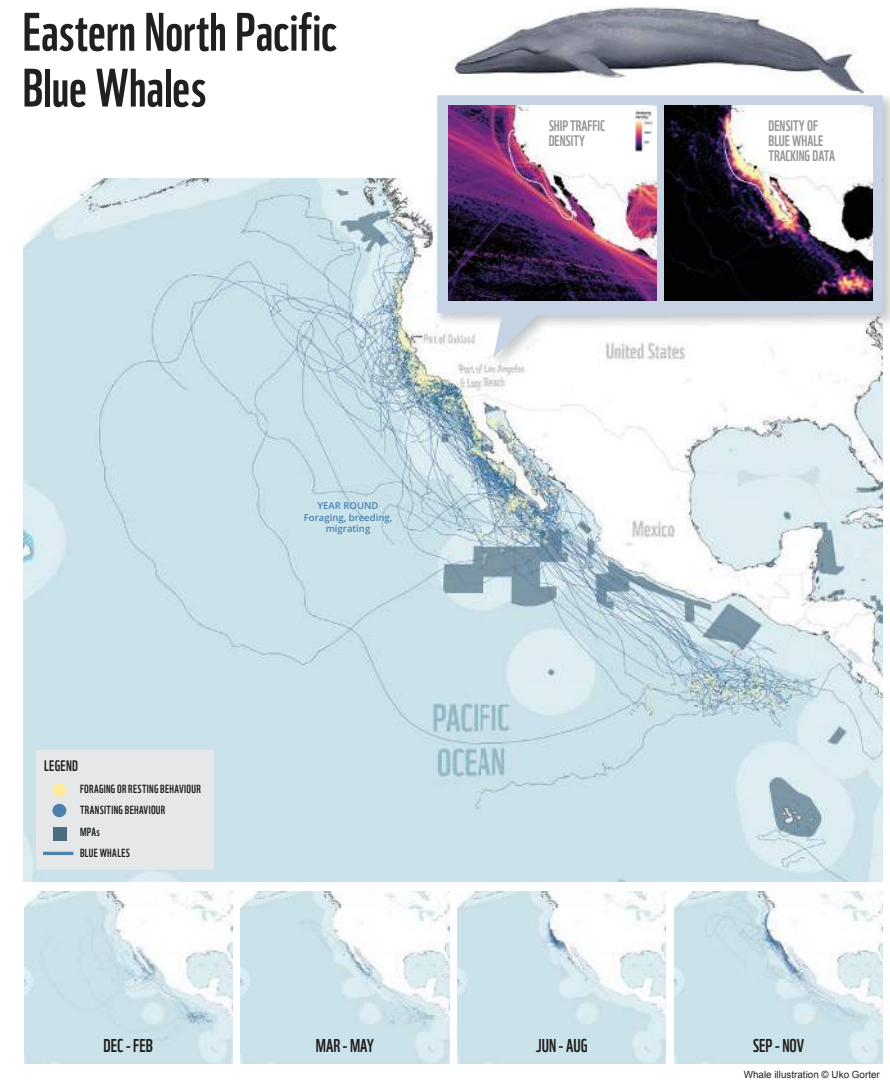 Eastern North Pacific
Blue Whales
SHIP TRAFFIC
DENSITY
DENSITY OF
BLUE WHALE
TRACKING DATA
Port of Oakland
Port of Los Angeles
& Long Beach
United States
YEAR ROUND
Foraging, breeding,
migrating
Mexico
PACIFIC
OCEAN
LEGEND
FORAGING OR RESTING BEHAVIOUR
TRANSITING BEHAVIOUR
MPAs
BLUE WHALES
DEC - FEB
MAR - MAY
JUN - AUG
SEP - NOV
Whale illustration © Uko Gorter